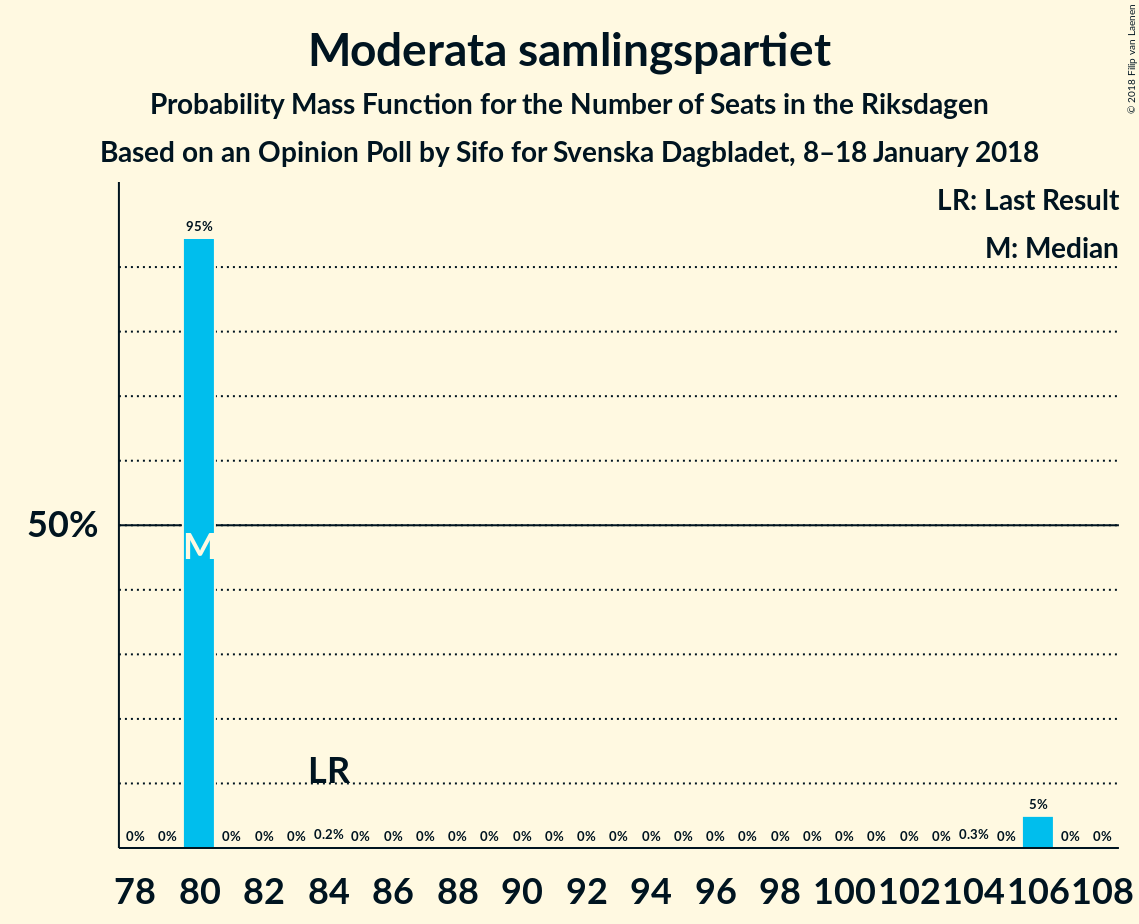 Moderata samlingspartiet
Probability Mass Function for the Number of Seats in the Riksdagen
Based on an Opinion Poll by Sifo for Svenska Dagbladet, 8–18 January 2018
© 2018 Filip van Laenen
LR: Last Result
M: Median
95%
50%
M
LR
5%
0% 0% 0% 0% 0% 0.2% 0% 0% 0% 0% 0% 0% 0% 0% 0% 0% 0% 0% 0% 0% 0% 0% 0% 0% 0.3% 0% 0% 0%
78 80 82 84 86 88 90 92 94 96 98 100 102 104 106 108